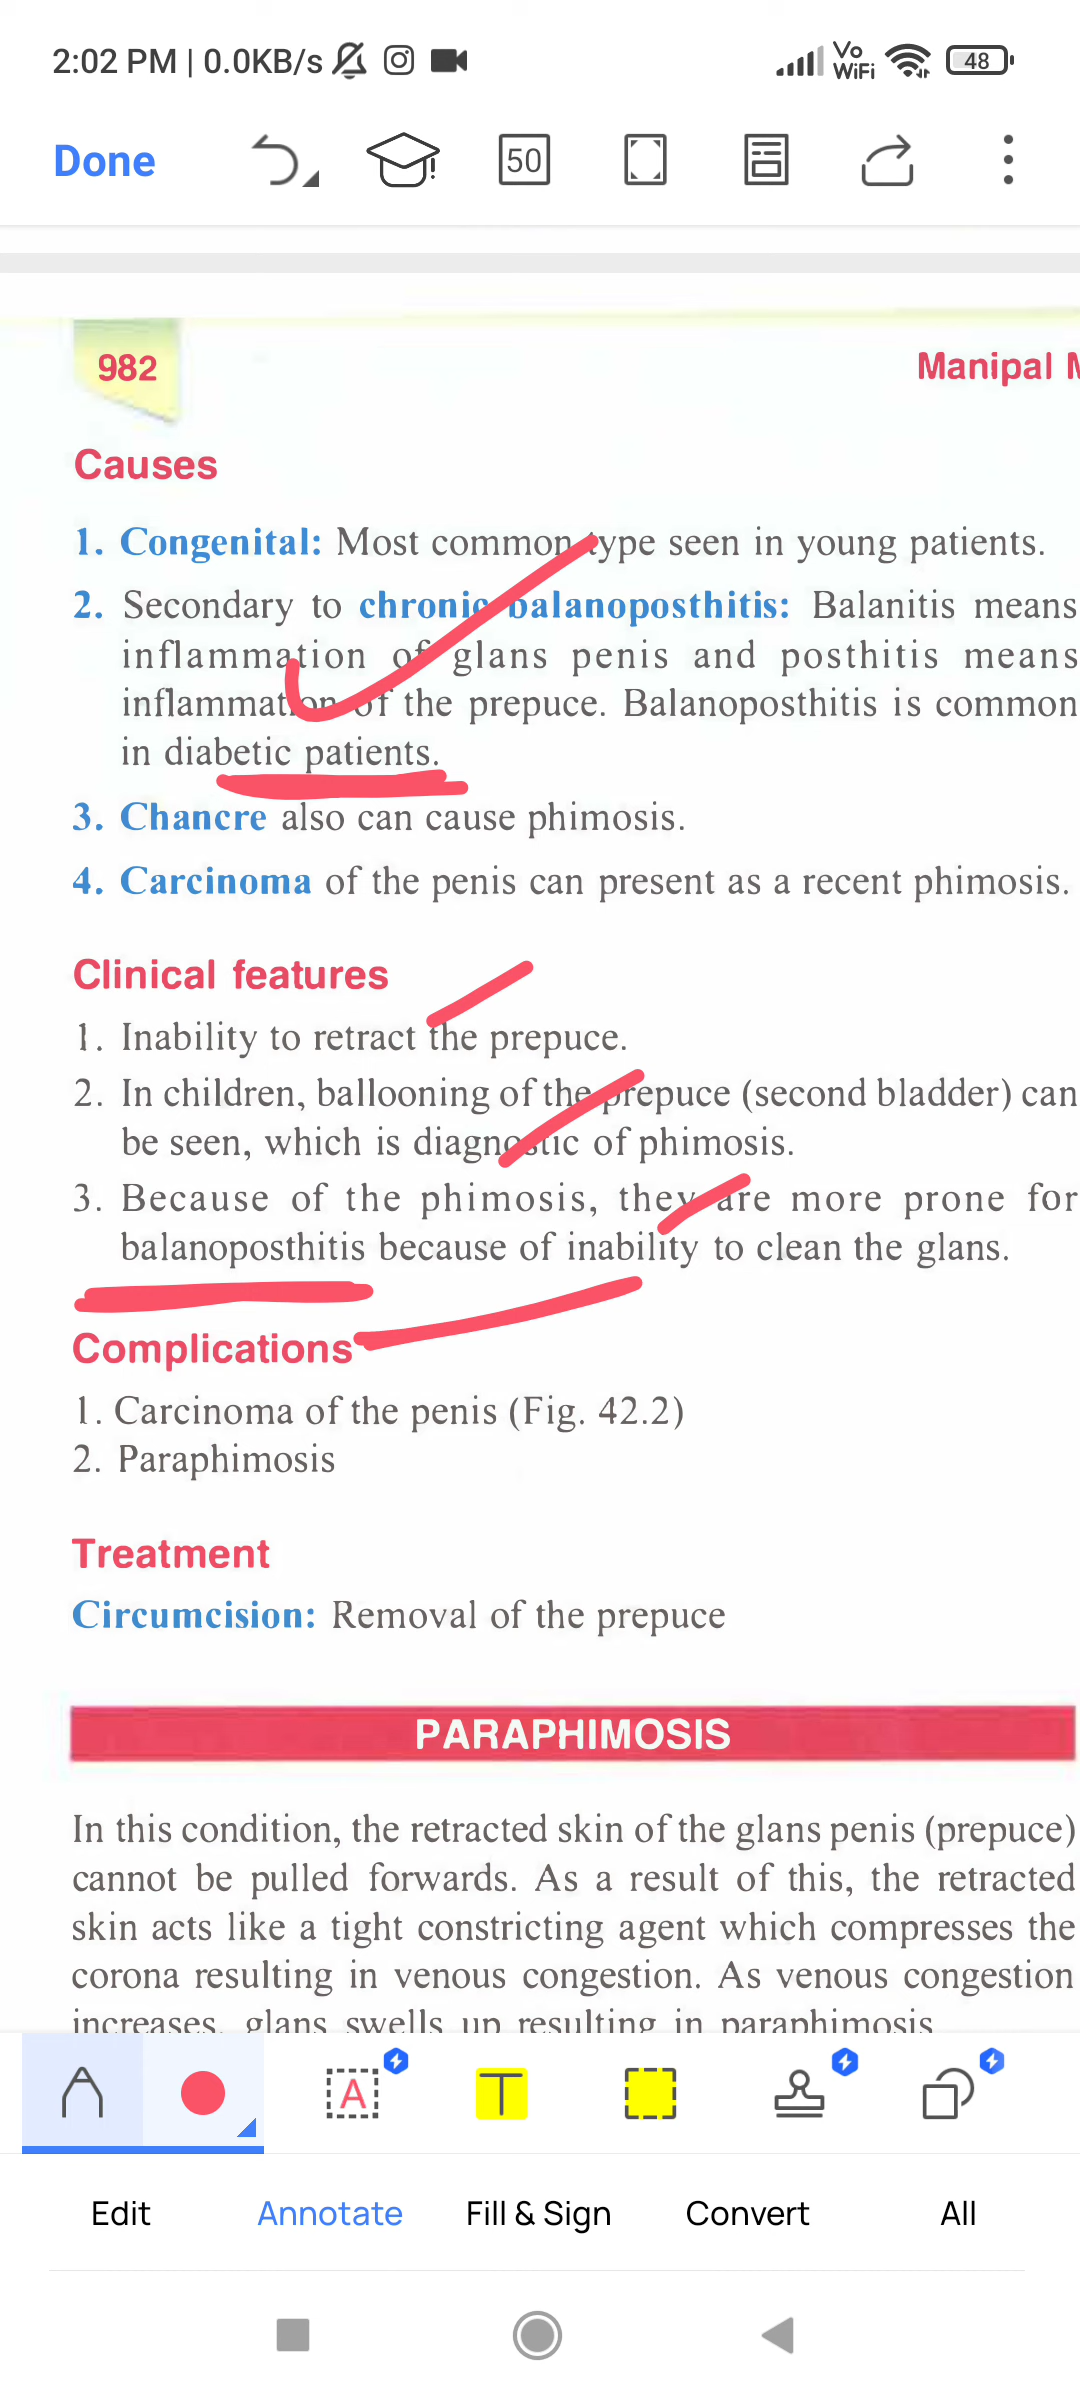 2:02 PM | 0.0KB/s
Vo
WiFi
48
Done
50
982
Manipal M
Causes
1. Congenital: Most common type seen in young patients.
2. Secondary to chronic balanoposthitis: Balanitis means
inflammation of glans penis and posthitis means
inflammation of the prepuce. Balanoposthitis is common
in diabetic patients.
3. Chancre also can cause phimosis.
4. Carcinoma of the penis can present as a recent phimosis.
Clinical features
1. Inability to retract the prepuce.
2. In children, ballooning of the prepuce (second bladder) can
be seen, which is diagnostic of phimosis.
3. Because of the phimosis, they are more prone for
balanoposthitis because of inability to clean the glans.
Complications
1. Carcinoma of the penis (Fig. 42.2)
2. Paraphimosis
Treatment
Circumcision: Removal of the prepuce
PARAPHIMOSIS
In this condition, the retracted skin of the glans penis (prepuce)
cannot be pulled forwards. As a result of this, the retracted
skin acts like a tight constricting agent which compresses the
corona resulting in venous congestion. As venous congestion
increases, glans swells up resulting in paraphimosis
A
T
Edit
Annotate
Fill & Sign
Convert
All